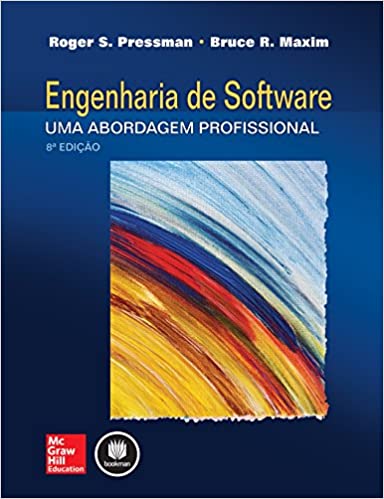 Roger S. Pressman • Bruce R. Maxim
Engenharia de Software
UMA ABORDAGEM PROFISSIONAL
8ª EDIÇÃO
Mc
Graw
Hill
Education
bookman